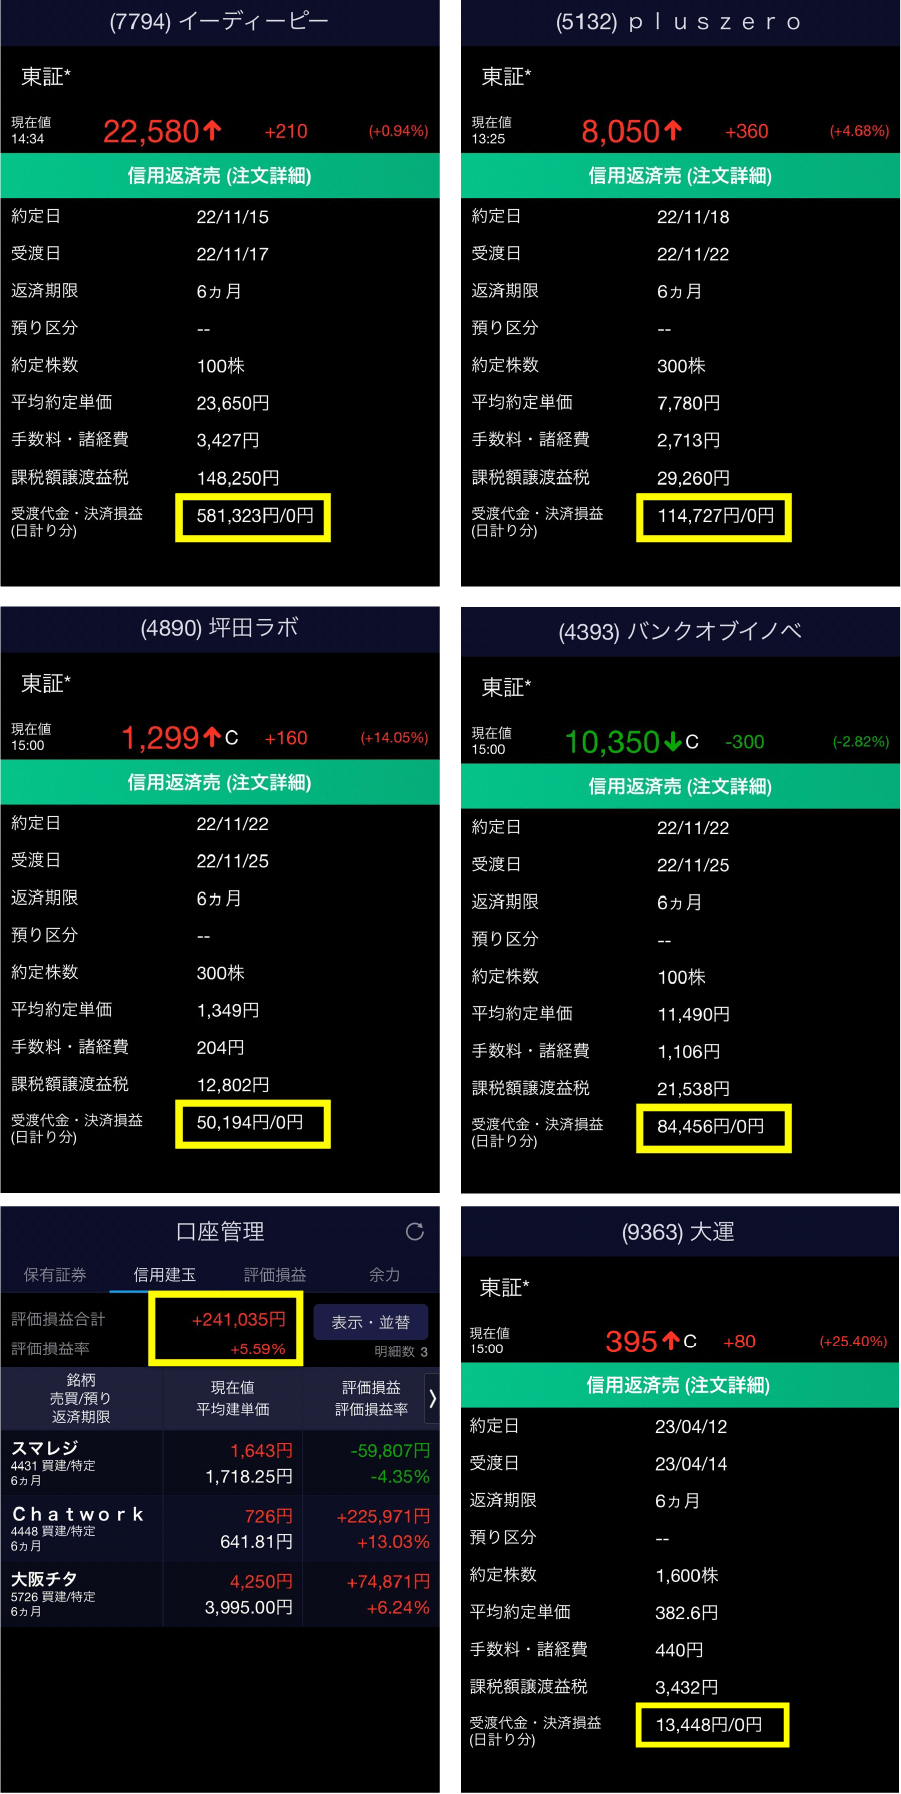 (7794) イーディーピー
東証*
現在値
14:34
22,580↑ +210 (+0.94%)
信用返済売 (注文詳細)
約定日 22/11/15
受渡日 22/11/17
返済期限 6ヵ月
預り区分 --
約定株数 100株
平均約定単価 23,650円
手数料・諸経費 3,427円
課税額譲渡益税 148,250円
受渡代金・決済損益 581,323円/0円
(日計り分)
(5132) ｐｌｕｓｚｅｒｏ
東証*
現在値
13:25
8,050↑ +360 (+4.68%)
信用返済売 (注文詳細)
約定日 22/11/18
受渡日 22/11/22
返済期限 6ヵ月
預り区分 --
約定株数 300株
平均約定単価 7,780円
手数料・諸経費 2,713円
課税額譲渡益税 29,260円
受渡代金・決済損益 114,727円/0円
(日計り分)
(4890) 坪田ラボ
東証*
現在値
15:00
1,299↑C +160 (+14.05%)
信用返済売 (注文詳細)
約定日 22/11/22
受渡日 22/11/25
返済期限 6ヵ月
預り区分 --
約定株数 300株
平均約定単価 1,349円
手数料・諸経費 204円
課税額譲渡益税 12,802円
受渡代金・決済損益 50,194円/0円
(日計り分)
(4393) バンクオブイノベ
東証*
現在値
15:00
10,350↓C -300 (-2.82%)
信用返済売 (注文詳細)
約定日 22/11/22
受渡日 22/11/25
返済期限 6ヵ月
預り区分 --
約定株数 100株
平均約定単価 11,490円
手数料・諸経費 1,106円
課税額譲渡益税 21,538円
受渡代金・決済損益 84,456円/0円
(日計り分)
口座管理
保有証券 信用建玉 評価損益 余力
評価損益合計 +241,035円 表示・並替
評価損益率 +5.59% 明細数 3
銘柄
売買/預り
返済期限
現在値
平均建単価
評価損益
評価損益率
スマレジ
4431 買建/特定
6ヵ月
1,643円
1,718.25円
-59,807円
-4.35%
Ｃｈａｔｗｏｒｋ
4448 買建/特定
6ヵ月
726円
641.81円
+225,971円
+13.03%
大阪チタ
5726 買建/特定
6ヵ月
4,250円
3,995.00円
+74,871円
+6.24%
(9363) 大運
東証*
現在値
15:00
395↑C +80 (+25.40%)
信用返済売 (注文詳細)
約定日 23/04/12
受渡日 23/04/14
返済期限 6ヵ月
預り区分 --
約定株数 1,600株
平均約定単価 382.6円
手数料・諸経費 440円
課税額譲渡益税 3,432円
受渡代金・決済損益 13,448円/0円
(日計り分)